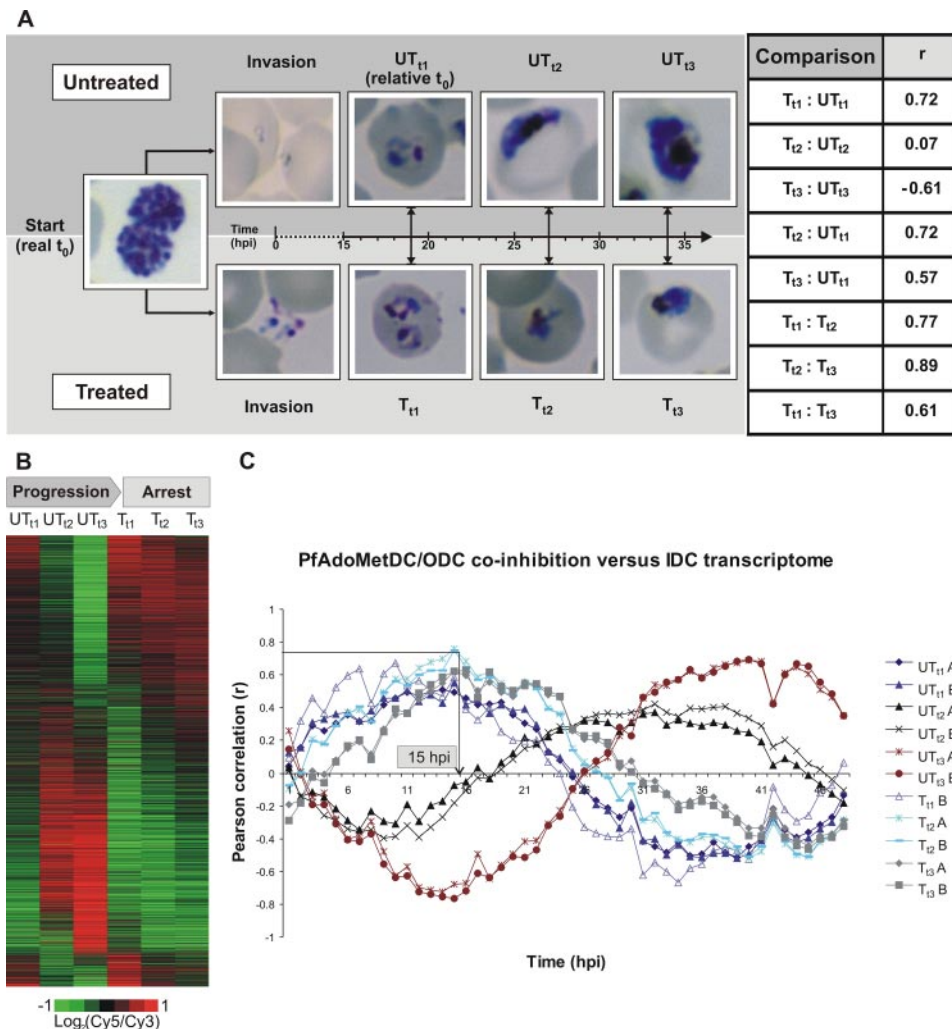 A
Untreated
Invasion
UTt1
(relative t0)
UTt2
UTt3
Start
(real t0)
Time
(hpi)
0 15 20 25 30 35
Treated
Invasion
Tt1
Tt2
Tt3
Comparison r
Tt1 : UTt1 0.72
Tt2 : UTt2 0.07
Tt3 : UTt3 -0.61
Tt2 : UTt1 0.72
Tt3 : UTt1 0.57
Tt1 : Tt2 0.77
Tt2 : Tt3 0.89
Tt1 : Tt3 0.61
B
Progression Arrest
UTt1 UTt2 UTt3 Tt1 Tt2 Tt3
-1 1
Log2(Cy5/Cy3)
C
PfAdoMetDC/ODC co-inhibition versus IDC transcriptome
Pearson correlation (r)
1
0.8
0.6
0.4
0.2
0
-0.2
-0.4
-0.6
-0.8
-1
15 hpi
1 6 11 16 21 26 31 36 41 46
Time (hpi)
UTt1 A
UTt1 B
UTt2 A
UTt2 B
UTt3 A
UTt3 B
Tt1 B
Tt2 A
Tt2 B
Tt3 A
Tt3 B